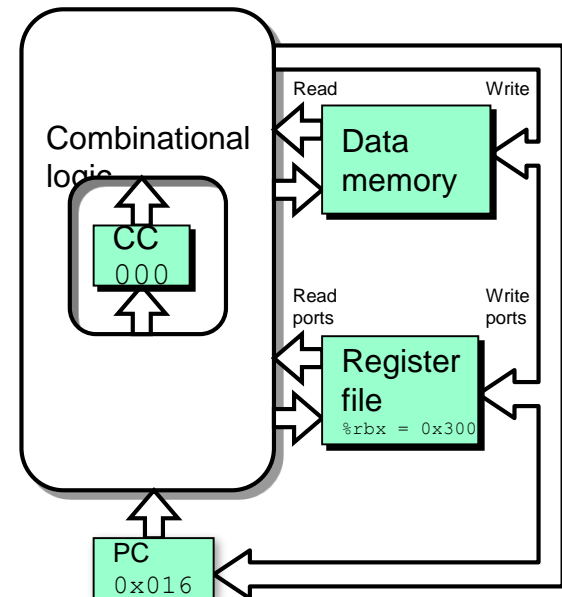 Read
Write
Combinational
logic
Data
memory
CC
000
Read
ports
Write
ports
Register
file
%rbx = 0x300
PC
0x016